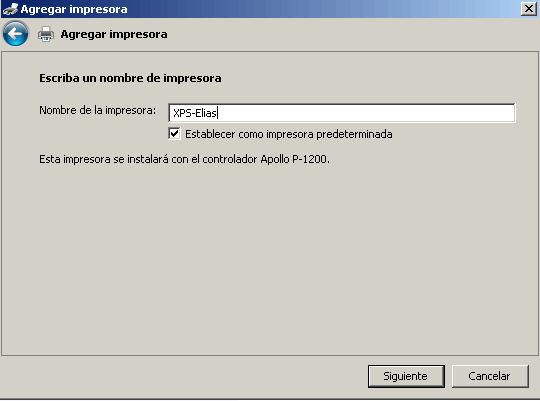 Agregar impresora
Agregar impresora
Escriba un nombre de impresora
Nombre de la impresora: XPS-Elias
Establecer como impresora predeterminada
Esta impresora se instalará con el controlador Apollo P-1200.
Siguiente Cancelar